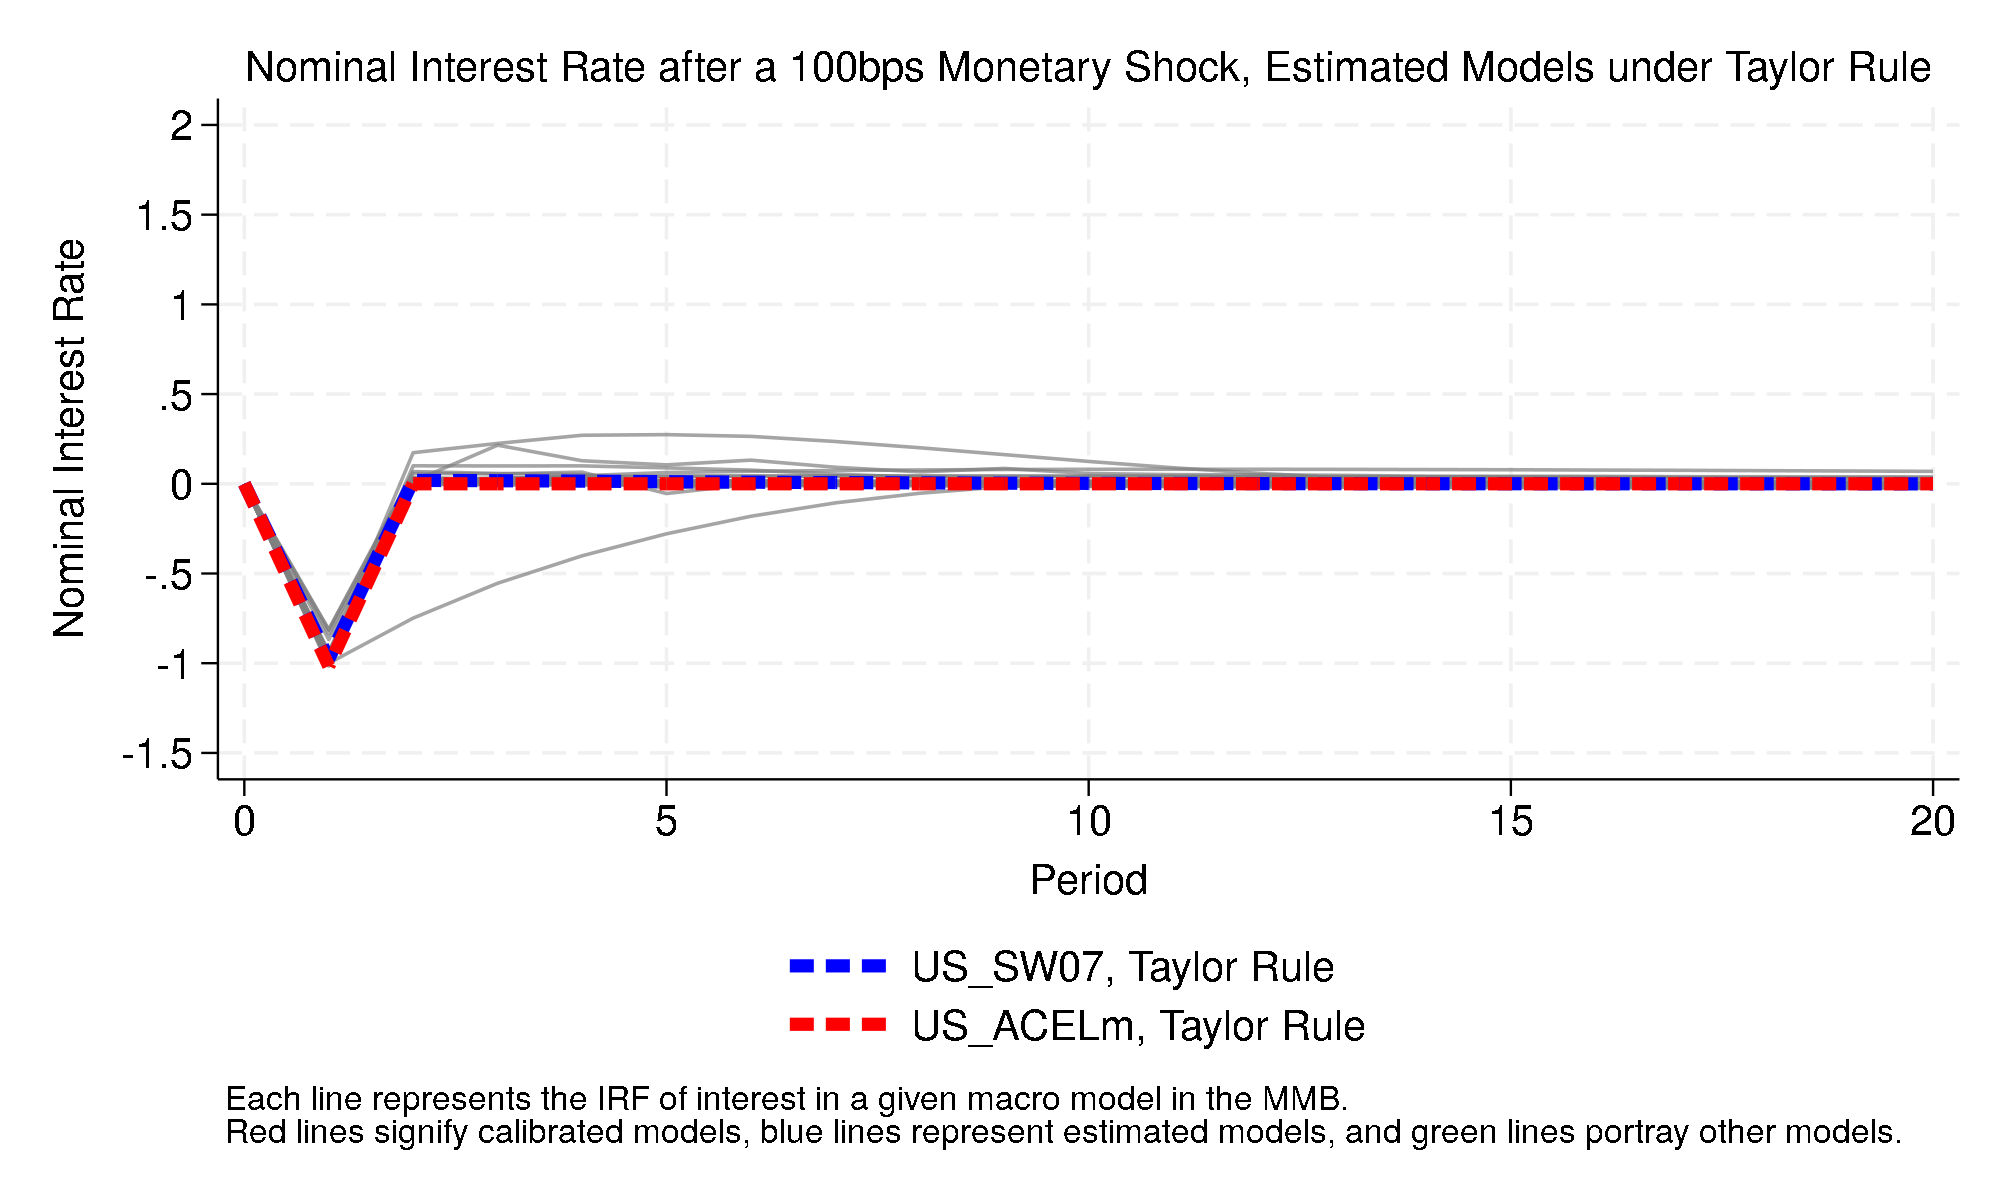 Nominal Interest Rate after a 100bps Monetary Shock, Estimated Models under Taylor Rule
Nominal Interest Rate
2
1.5
1
.5
0
-.5
-1
-1.5
0
5
10
15
20
Period
US_SW07, Taylor Rule
US_ACELm, Taylor Rule
Each line represents the IRF of interest in a given macro model in the MMB.
Red lines signify calibrated models, blue lines represent estimated models, and green lines portray other models.